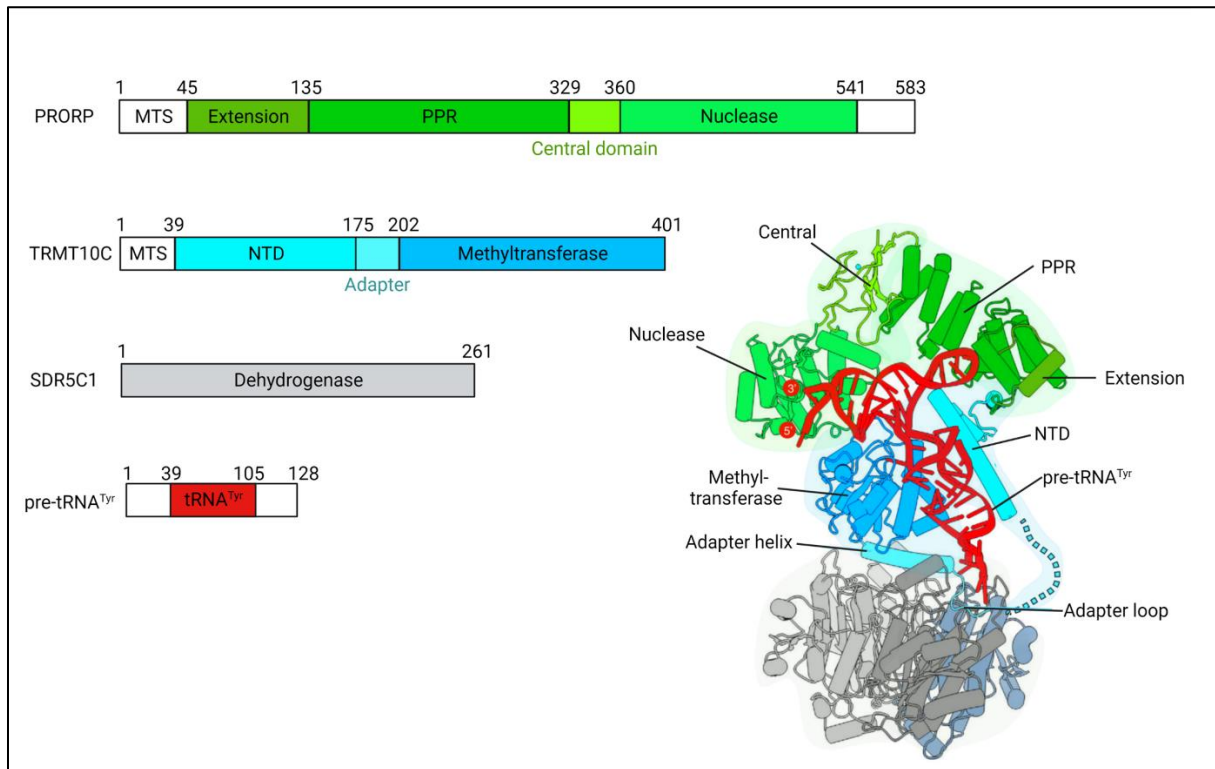 1 45 135 329 360 541 583
PRORP MTS Extension PPR Nuclease
Central domain
1 39 175 202 401
TRMT10C MTS NTD Methyltransferase
Adapter
1 261
SDR5C1 Dehydrogenase
1 39 105 128
pre-tRNAᵀʸʳ tRNAᵀʸʳ
Central
PPR
Nuclease
3'
Extension
5'
NTD
Methyl-
transferase
pre-tRNAᵀʸʳ
Adapter helix
Adapter loop